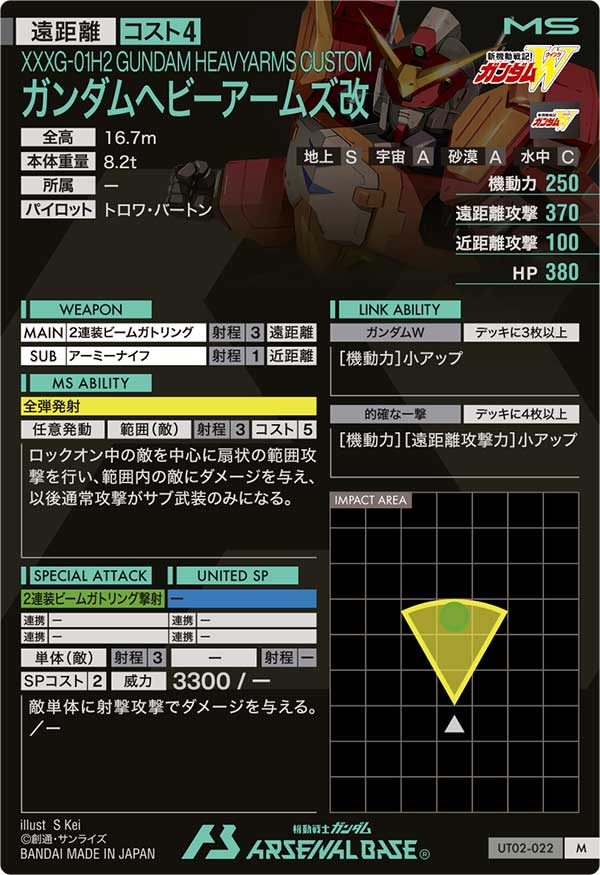 遠距離 コスト4
MS
XXXG-01H2 GUNDAM HEAVYARMS CUSTOM
ガンダムヘビーアームズ改
新機動戦記
ガンダムW
全高 16.7m
本体重量 8.2t
所属 ー
パイロット トロワ・バートン
地上 S 宇宙 A 砂漠 A 水中 C
機動力 250
遠距離攻撃 370
近距離攻撃 100
HP 380
WEAPON
MAIN 2連装ビームガトリング 射程 3 遠距離
SUB アーミーナイフ 射程 1 近距離
MS ABILITY
全弾発射
任意発動 範囲(敵) 射程 3 コスト 5
ロックオン中の敵を中心に扇状の範囲攻
撃を行い、範囲内の敵にダメージを与え、
以後通常攻撃がサブ武装のみになる。
LINK ABILITY
ガンダムW デッキに3枚以上
[機動力]小アップ
的確な一撃 デッキに4枚以上
[機動力][遠距離攻撃力]小アップ
IMPACT AREA
SPECIAL ATTACK UNITED SP
2連装ビームガトリング撃射 ー
連携 ー 連携 ー
連携 ー 連携 ー
単体(敵) 射程 3 ー 射程 ー
SPコスト 2 威力 3300 / ー
敵単体に射撃攻撃でダメージを与える。
/ー
illust S Kei
©創通・サンライズ
BANDAI MADE IN JAPAN
機動戦士ガンダム
ARSENAL BASE®
UT02-022 M